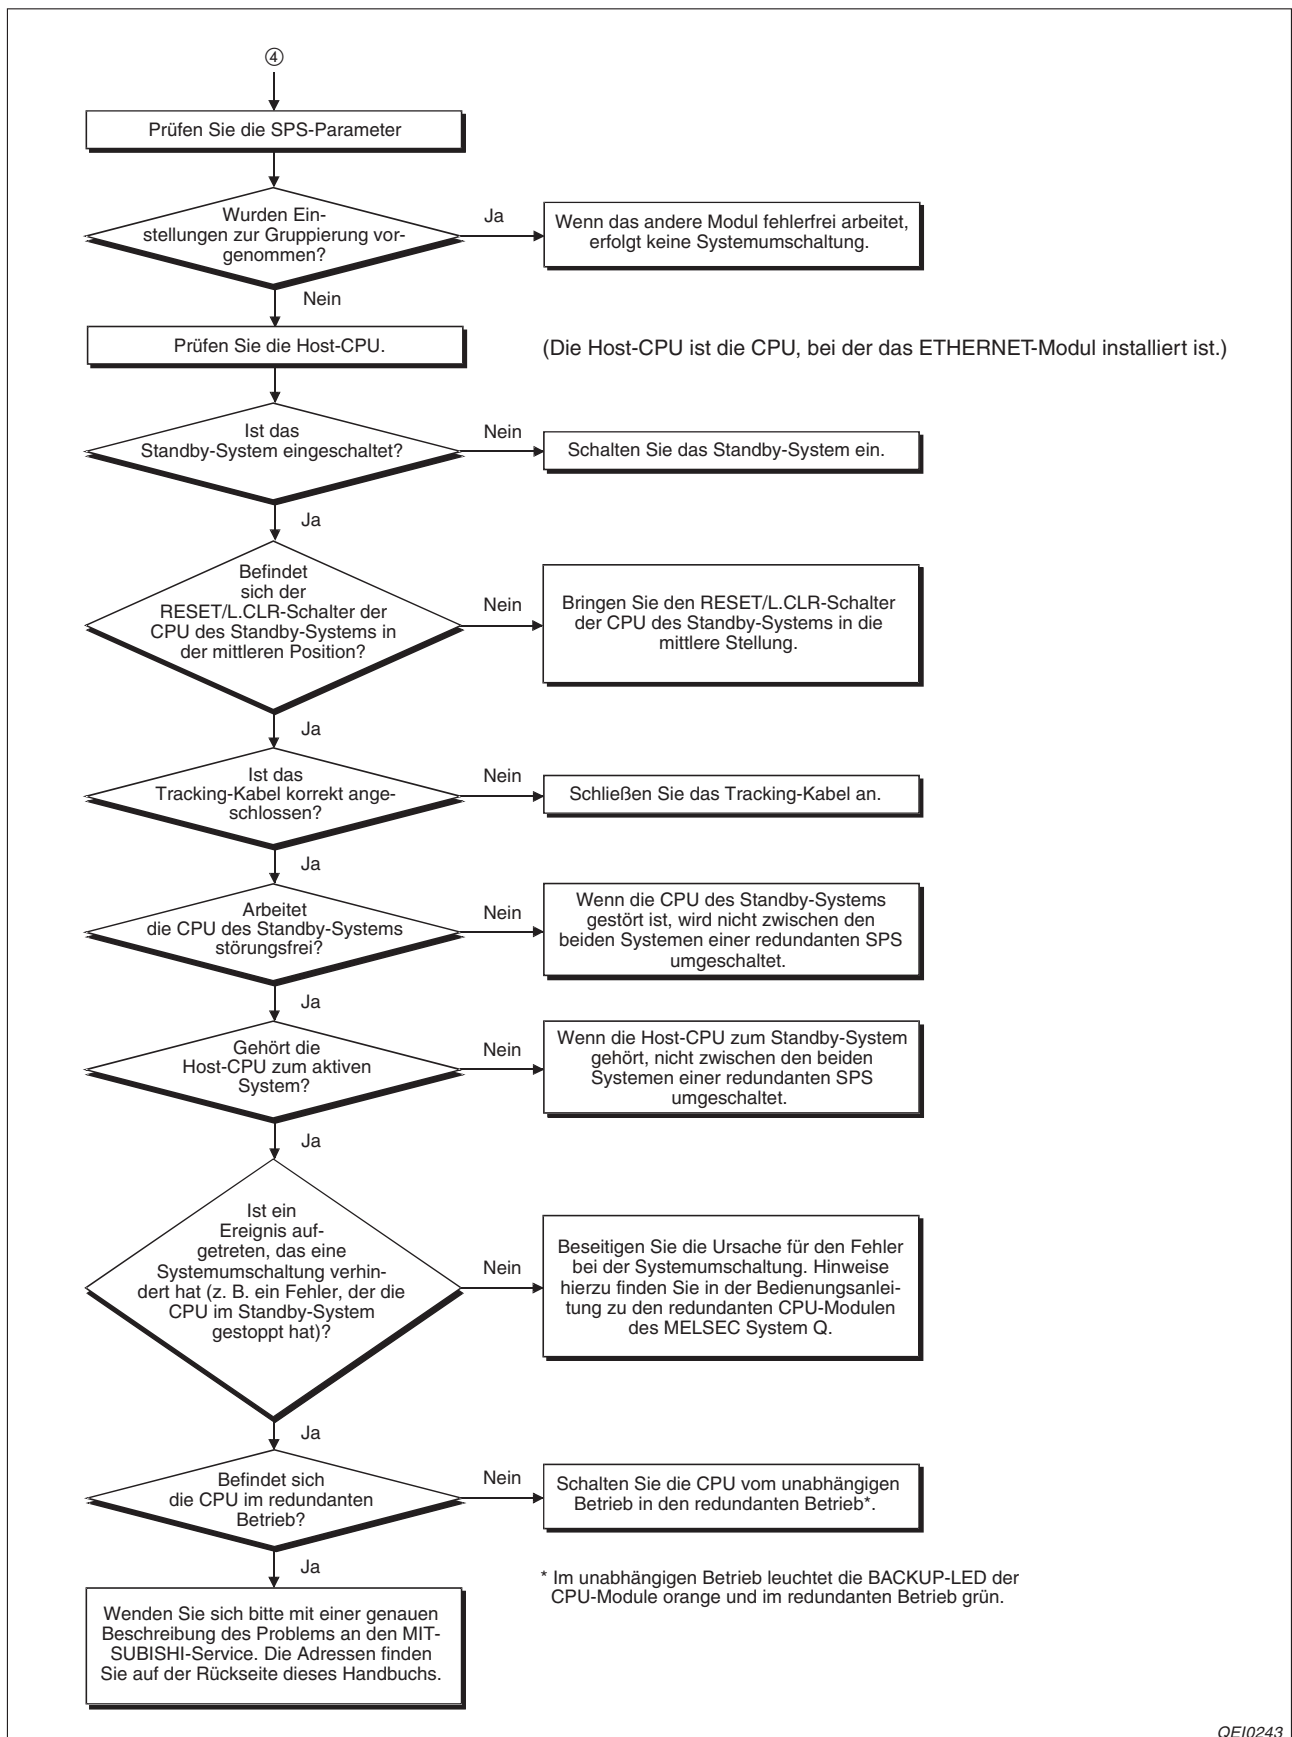 ④
Prüfen Sie die SPS-Parameter
Wurden Ein-
stellungen zur Gruppierung vor-
genommen?
Ja
Wenn das andere Modul fehlerfrei arbeitet,
erfolgt keine Systemumschaltung.
Nein
Prüfen Sie die Host-CPU.
(Die Host-CPU ist die CPU, bei der das ETHERNET-Modul installiert ist.)
Ist das
Standby-System eingeschaltet?
Nein
Schalten Sie das Standby-System ein.
Ja
Befindet
sich der
RESET/L.CLR-Schalter der
CPU des Standby-Systems in
der mittleren Position?
Nein
Bringen Sie den RESET/L.CLR-Schalter
der CPU des Standby-Systems in die
mittlere Stellung.
Ja
Ist das
Tracking-Kabel korrekt ange-
schlossen?
Nein
Schließen Sie das Tracking-Kabel an.
Ja
Arbeitet
die CPU des Standby-Systems
störungsfrei?
Nein
Wenn die CPU des Standby-Systems
gestört ist, wird nicht zwischen den
beiden Systemen einer redundanten SPS
umgeschaltet.
Ja
Gehört die
Host-CPU zum aktiven
System?
Nein
Wenn die Host-CPU zum Standby-System
gehört, nicht zwischen den beiden
Systemen einer redundanten SPS
umgeschaltet.
Ja
Ist ein
Ereignis auf-
getreten, das eine
Systemumschaltung verhin-
dert hat (z. B. ein Fehler, der die
CPU im Standby-System
gestoppt hat)?
Nein
Beseitigen Sie die Ursache für den Fehler
bei der Systemumschaltung. Hinweise
hierzu finden Sie in der Bedienungsanlei-
tung zu den redundanten CPU-Modulen
des MELSEC System Q.
Ja
Befindet sich
die CPU im redundanten
Betrieb?
Nein
Schalten Sie die CPU vom unabhängigen
Betrieb in den redundanten Betrieb*.
Ja
* Im unabhängigen Betrieb leuchtet die BACKUP-LED der
CPU-Module orange und im redundanten Betrieb grün.
Wenden Sie sich bitte mit einer genauen
Beschreibung des Problems an den MIT-
SUBISHI-Service. Die Adressen finden
Sie auf der Rückseite dieses Handbuchs.
QEI0243